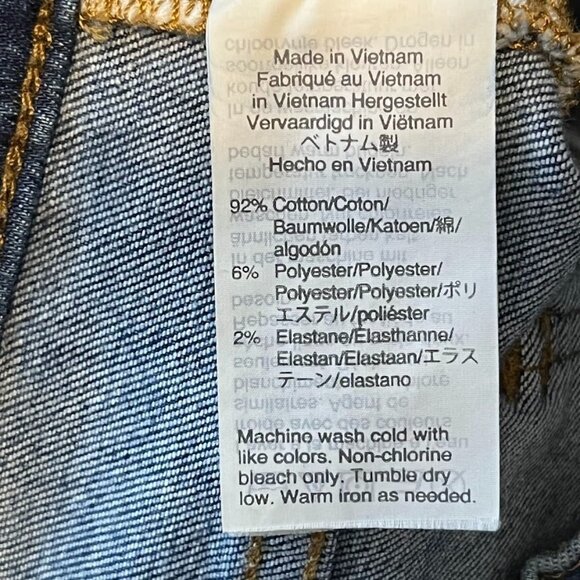 Made in Vietnam
Fabriqué au Vietnam
in Vietnam Hergestellt
Vervaardigd in Viëtnam
ベトナム製
Hecho en Vietnam
92% Cotton/Coton/
Baumwolle/Katoen/綿/
algodón
6% Polyester/Polyester/
Polyester/Polyester/ポリ
エステル/poliéster
2% Elastane/Élasthanne/
Elastan/Elastaan/エラス
テーン/elastano
Machine wash cold with
like colors. Non-chlorine
bleach only. Tumble dry
low. Warm iron as needed.